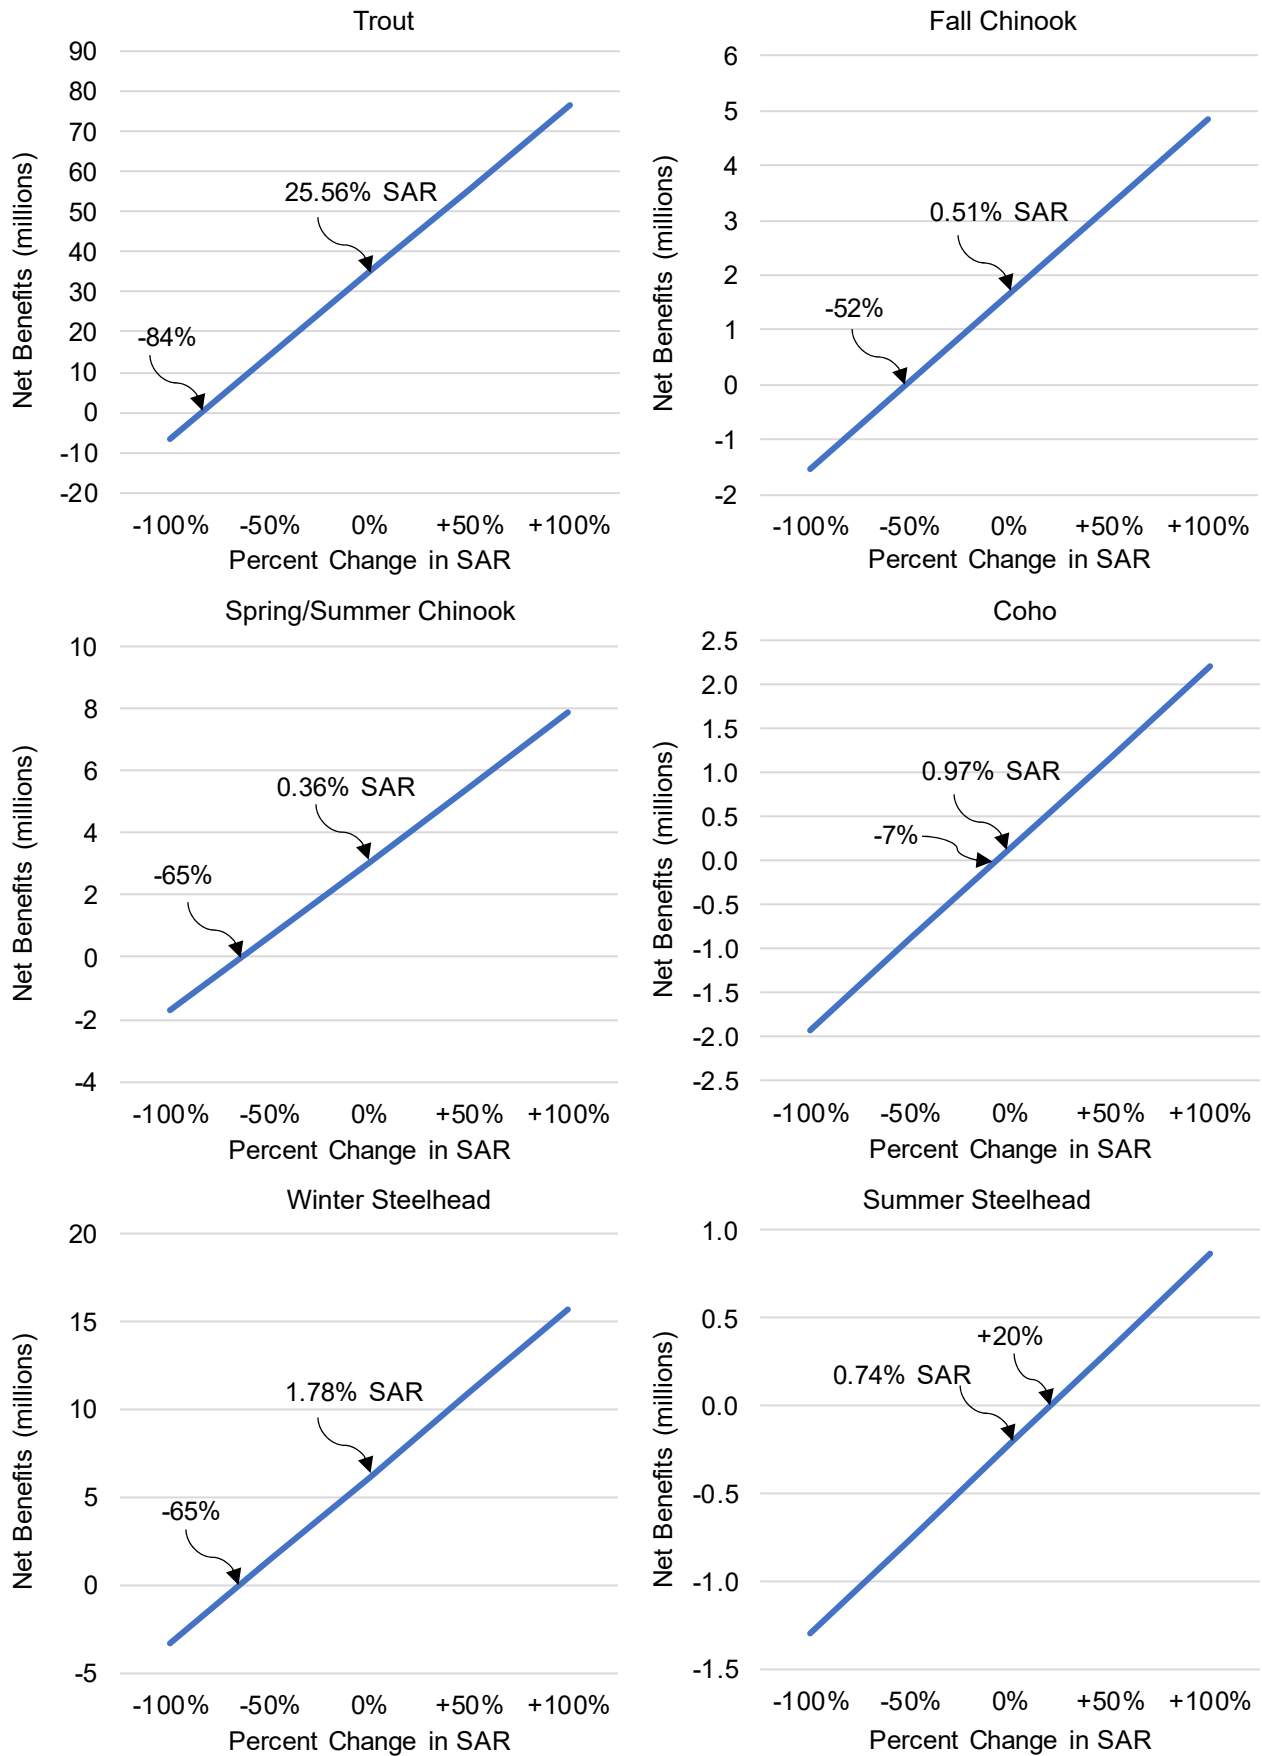 Trout
90
80
70
60
50
40
30
20
10
0
-10
-20
Net Benefits (millions)
25.56% SAR
-84%
-100% -50% 0% +50% +100%
Percent Change in SAR
Fall Chinook
6
5
4
3
2
1
0
-1
-2
Net Benefits (millions)
0.51% SAR
-52%
-100% -50% 0% +50% +100%
Percent Change in SAR
Spring/Summer Chinook
10
8
6
4
2
0
-2
-4
Net Benefits (millions)
0.36% SAR
-65%
-100% -50% 0% +50% +100%
Percent Change in SAR
Coho
2.5
2.0
1.5
1.0
0.5
0.0
-0.5
-1.0
-1.5
-2.0
-2.5
Net Benefits (millions)
0.97% SAR
-7%
-100% -50% 0% +50% +100%
Percent Change in SAR
Winter Steelhead
20
15
10
5
0
-5
Net Benefits (millions)
1.78% SAR
-65%
-100% -50% 0% +50% +100%
Percent Change in SAR
Summer Steelhead
1.0
0.5
0.0
-0.5
-1.0
-1.5
Net Benefits (millions)
+20%
0.74% SAR
-100% -50% 0% +50% +100%
Percent Change in SAR